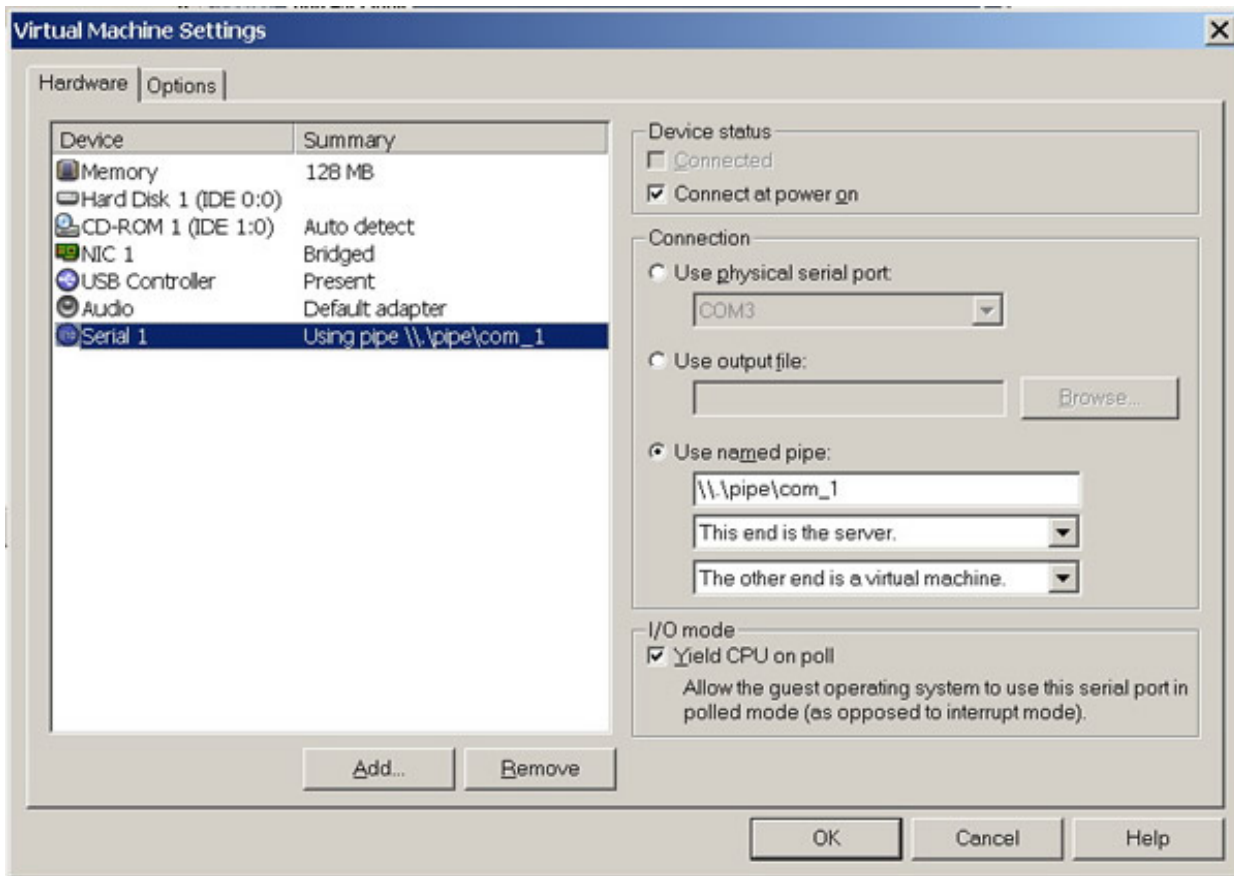 Virtual Machine Settings
Hardware Options
Device Summary
Memory 128 MB
Hard Disk 1 (IDE 0:0)
CD-ROM 1 (IDE 1:0) Auto detect
NIC 1 Bridged
USB Controller Present
Audio Default adapter
Serial 1 Using pipe \\.\pipe\com_1
Add...
Remove
Device status
Connected
Connect at power on
Connection
Use physical serial port:
COM3
Use output file:
Browse...
Use named pipe:
\\.\pipe\com_1
This end is the server.
The other end is a virtual machine.
I/O mode
Yield CPU on poll
Allow the guest operating system to use this serial port in
polled mode (as opposed to interrupt mode).
OK Cancel Help